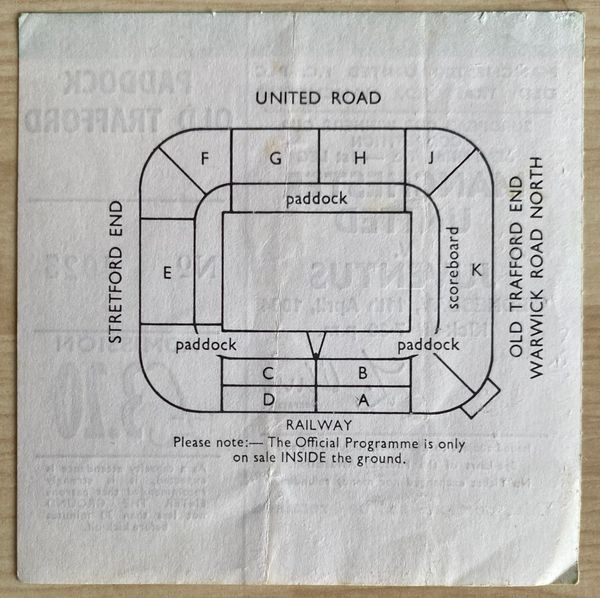 UNITED ROAD
F
G
H
J
paddock
STRETFORD END
E
scoreboard
K
OLD TRAFFORD END
WARWICK ROAD NORTH
paddock
paddock
C
B
D
A
RAILWAY
Please note:— The Official Programme is only
on sale INSIDE the ground.